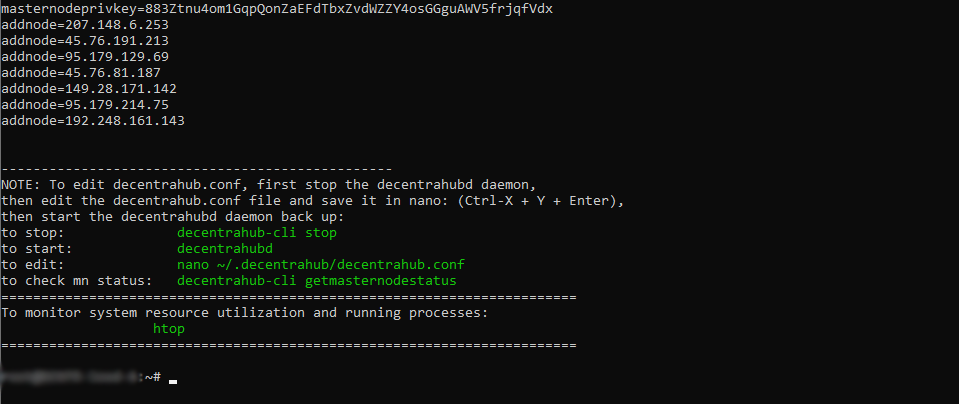 masternodeprivkey=883Ztnu4om1GqpQonZaEFdTbxZvdWZZY4osGGguAWV5frjqfVdx
addnode=207.148.6.253
addnode=45.76.191.213
addnode=95.179.129.69
addnode=45.76.81.187
addnode=149.28.171.142
addnode=95.179.214.75
addnode=192.248.161.143
-------------------------------------------------
NOTE: To edit decentrahub.conf, first stop the decentrahubd daemon,
then edit the decentrahub.conf file and save it in nano: (Ctrl-X + Y + Enter),
then start the decentrahubd daemon back up:
to stop:              decentrahub-cli stop
to start:             decentrahubd
to edit:              nano ~/.decentrahub/decentrahub.conf
to check mn status:   decentrahub-cli getmasternodestatus
========================================================================
To monitor system resource utilization and running processes:
                   htop
========================================================================
:~#